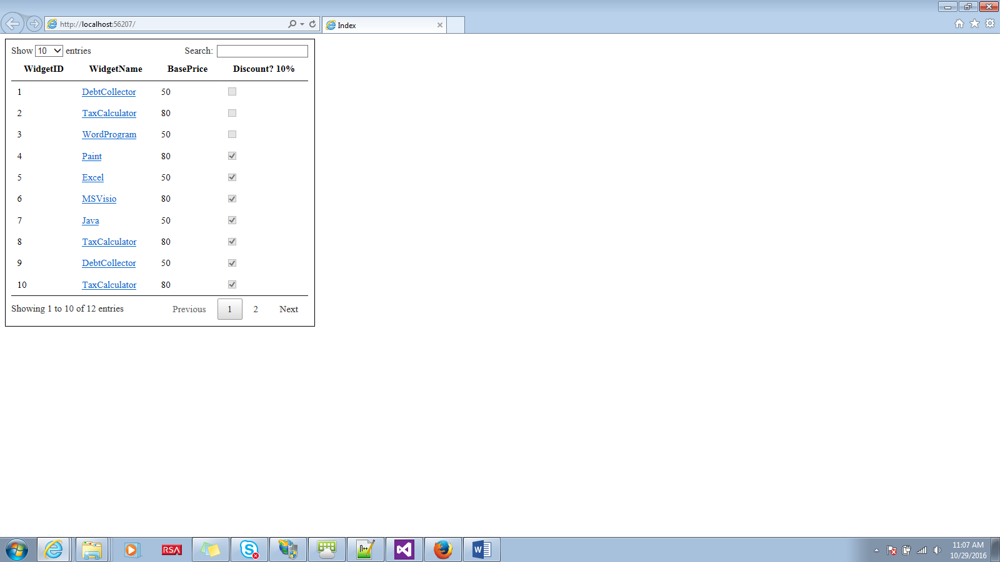 http://localhost:56207/
Index
Show 10 entries Search:
WidgetID WidgetName BasePrice Discount? 10%
1 DebtCollector 50
2 TaxCalculator 80
3 WordProgram 50
4 Paint 80
5 Excel 50
6 MSVisio 80
7 Java 50
8 TaxCalculator 80
9 DebtCollector 50
10 TaxCalculator 80
Showing 1 to 10 of 12 entries Previous 1 2 Next
RSA
11:07 AM
10/29/2016